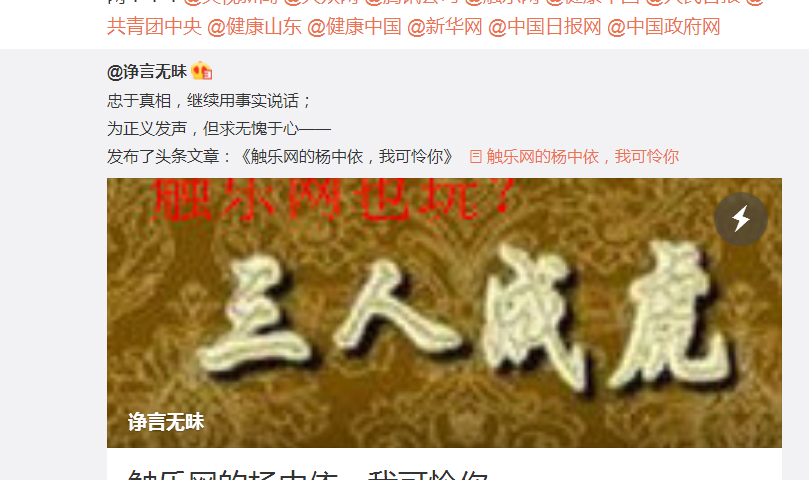 共青团中央 @健康山东 @健康中国 @新华网 @中国日报网 @中国政府网
@诤言无昧
忠于真相，继续用事实说话；
为正义发声，但求无愧于心——
发布了头条文章：《触乐网的杨中依，我可怜你》 触乐网的杨中依，我可怜你
触乐网也玩？
三人成虎
诤言无昧
触乐网的杨中依，我可怜你